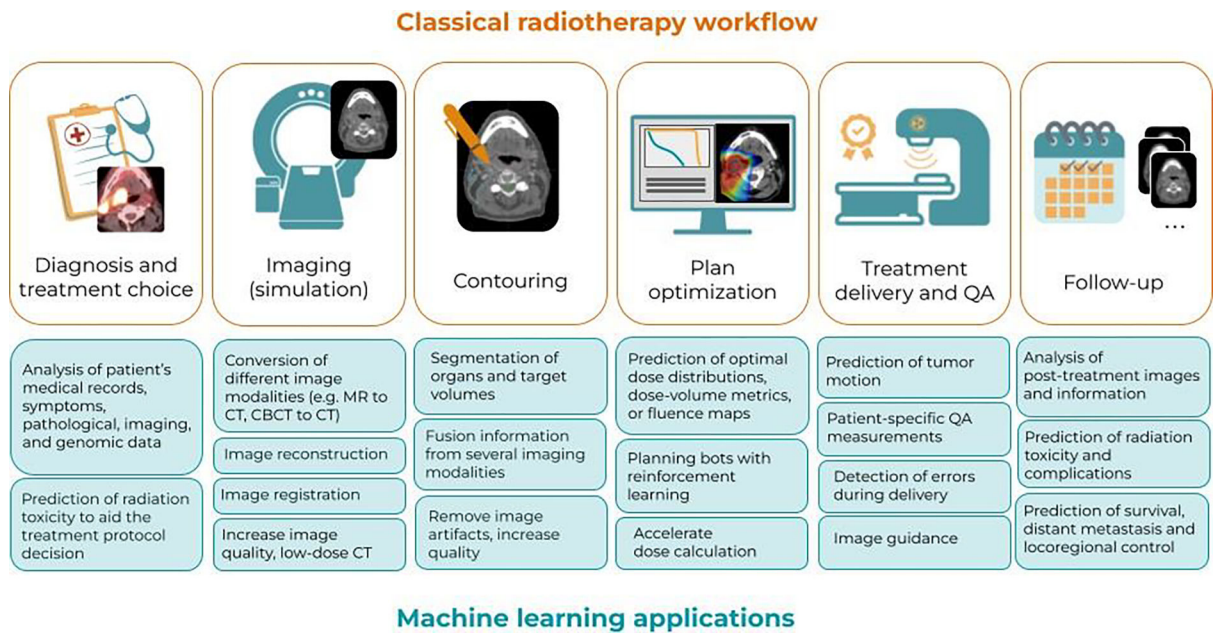 Classical radiotherapy workflow
Diagnosis and
treatment choice
Imaging
(simulation)
Contouring
Plan
optimization
Treatment
delivery and QA
Follow-up
...
Analysis of patient's
medical records,
symptoms,
pathological, imaging,
and genomic data
Prediction of radiation
toxicity to aid the
treatment protocol
decision
Conversion of
different image
modalities (e.g. MR to
CT, CBCT to CT)
Image reconstruction
Image registration
Increase image
quality, low-dose CT
Segmentation of
organs and target
volumes
Fusion information
from several imaging
modalities
Remove image
artifacts, increase
quality
Prediction of optimal
dose distributions,
dose-volume metrics,
or fluence maps
Planning bots with
reinforcement
learning
Accelerate
dose calculation
Prediction of tumor
motion
Patient-specific QA
measurements
Detection of errors
during delivery
Image guidance
Analysis of
post-treatment images
and information
Prediction of radiation
toxicity and
complications
Prediction of survival,
distant metastasis and
locoregional control
Machine learning applications